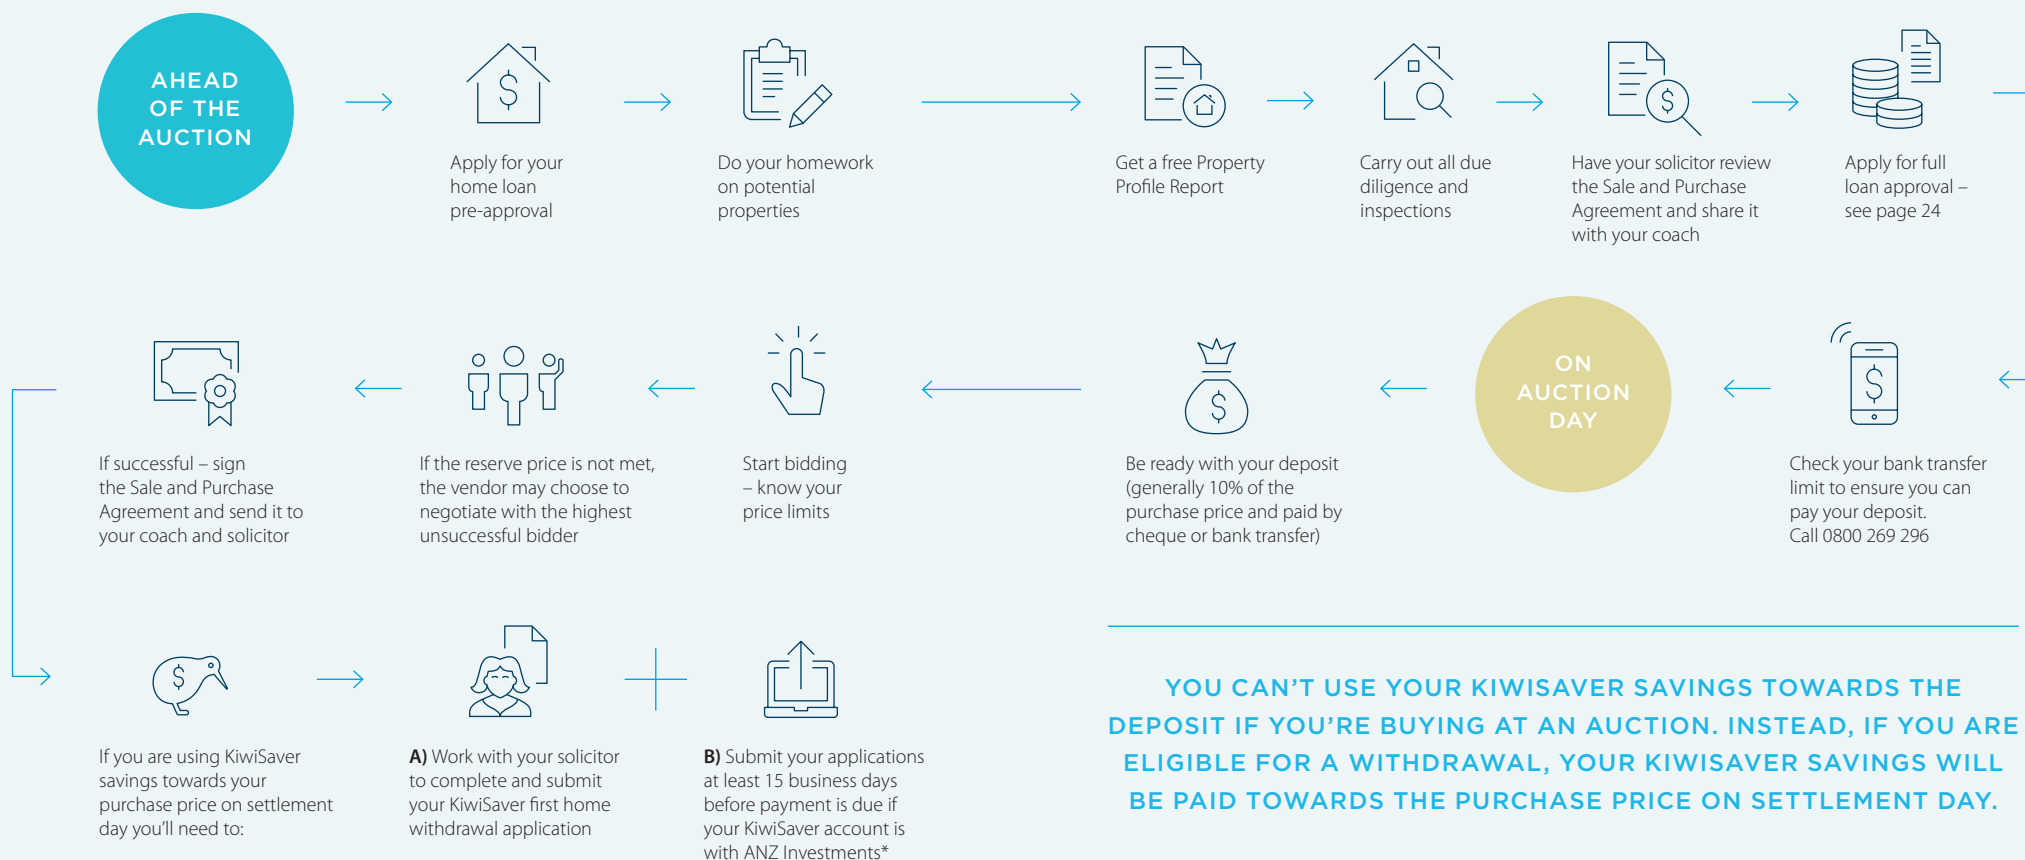 AHEAD
OF THE
AUCTION
Apply for your
home loan
pre-approval
Do your homework
on potential
properties
Get a free Property
Profile Report
Carry out all due
diligence and
inspections
Have your solicitor review
the Sale and Purchase
Agreement and share it
with your coach
Apply for full
loan approval –
see page 24
Check your bank transfer
limit to ensure you can
pay your deposit.
Call 0800 269 296
ON
AUCTION
DAY
Be ready with your deposit
(generally 10% of the
purchase price and paid by
cheque or bank transfer)
Start bidding
– know your
price limits
If the reserve price is not met,
the vendor may choose to
negotiate with the highest
unsuccessful bidder
If successful – sign
the Sale and Purchase
Agreement and send it to
your coach and solicitor
If you are using KiwiSaver
savings towards your
purchase price on settlement
day you’ll need to:
A) Work with your solicitor
to complete and submit
your KiwiSaver first home
withdrawal application
B) Submit your applications
at least 15 business days
before payment is due if
your KiwiSaver account is
with ANZ Investments*
YOU CAN’T USE YOUR KIWISAVER SAVINGS TOWARDS THE
DEPOSIT IF YOU’RE BUYING AT AN AUCTION. INSTEAD, IF YOU ARE
ELIGIBLE FOR A WITHDRAWAL, YOUR KIWISAVER SAVINGS WILL
BE PAID TOWARDS THE PURCHASE PRICE ON SETTLEMENT DAY.